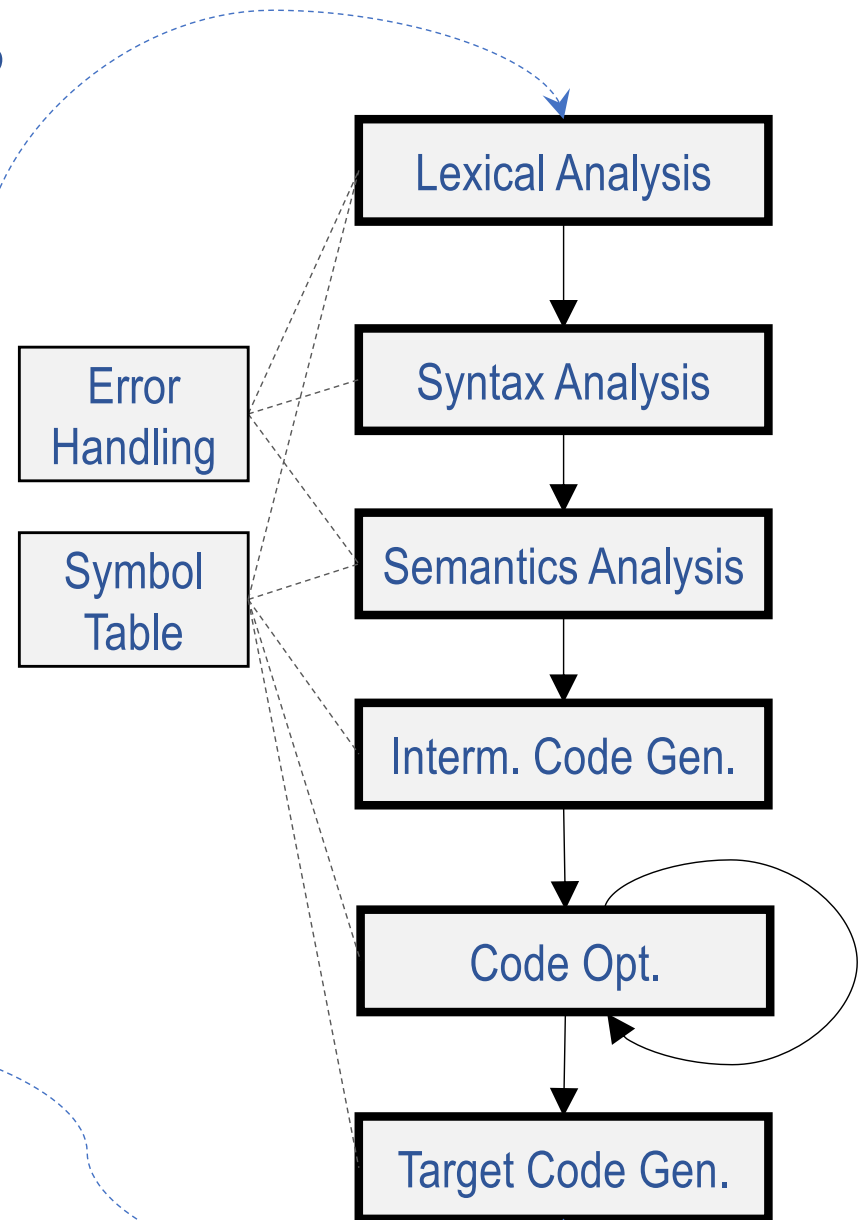 Lexical Analysis
Syntax Analysis
Error
Handling
Semantics Analysis
Symbol
Table
Interm. Code Gen.
Code Opt.
Target Code Gen.